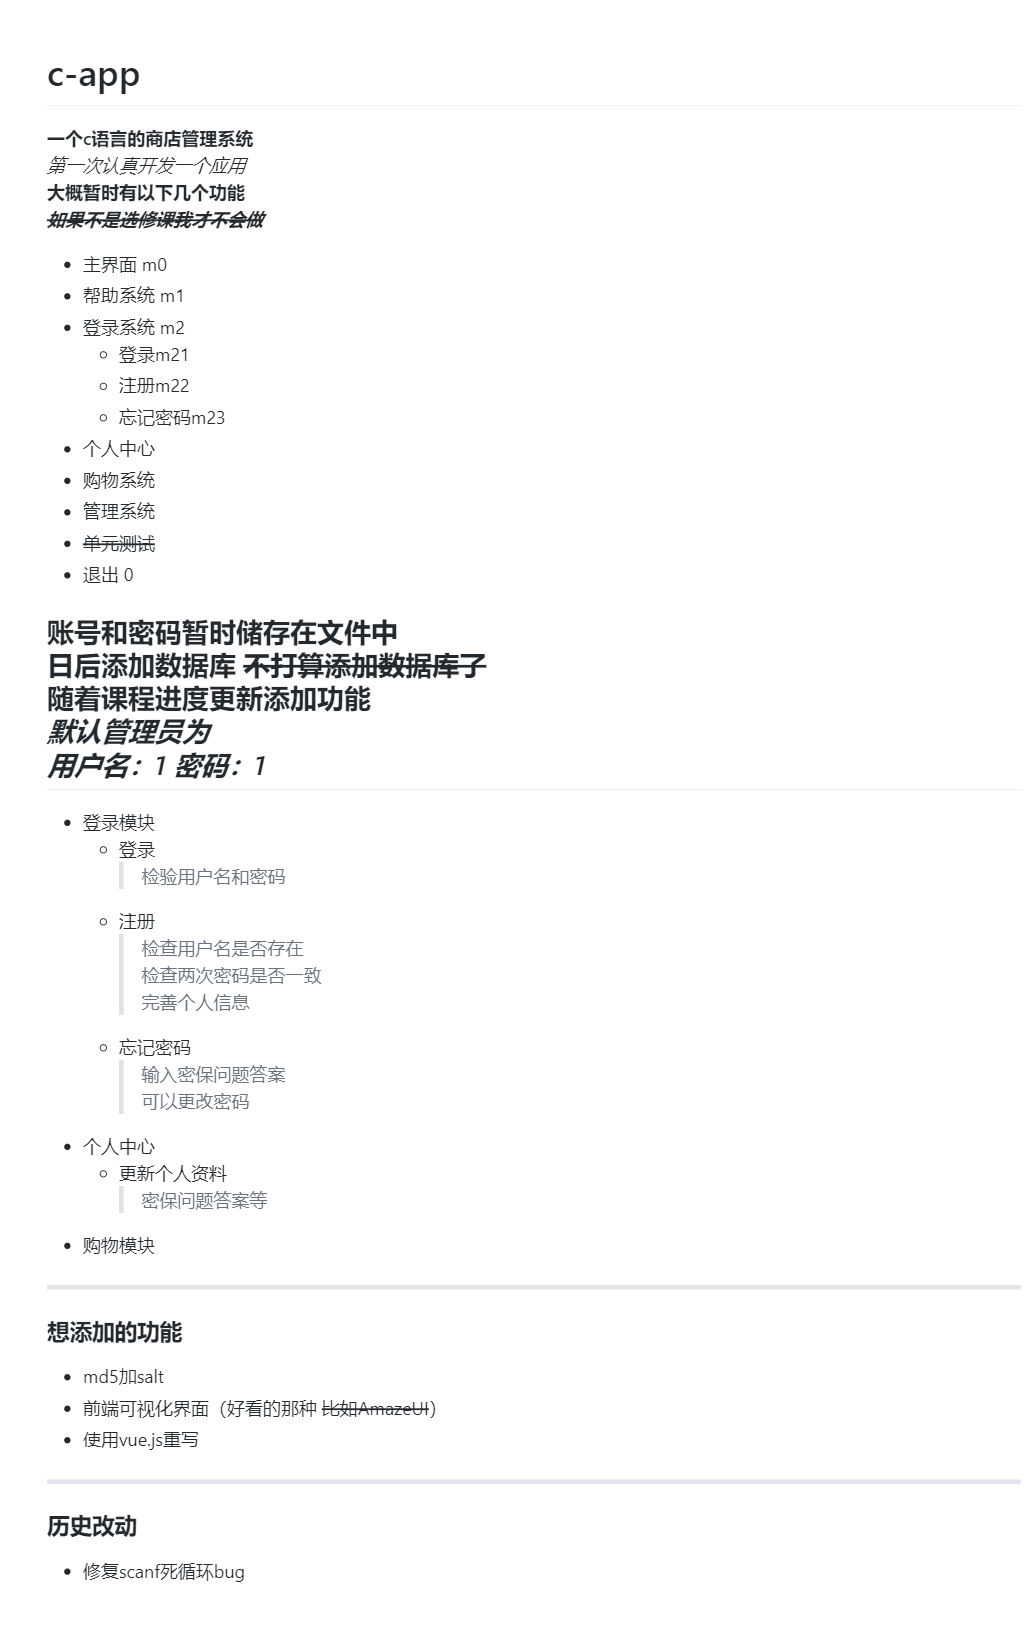 c-app
一个c语言的商店管理系统
第一次认真开发一个应用
大概暂时有以下几个功能
如果不是选修课我才不会做
主界面 m0
帮助系统 m1
登录系统 m2
登录m21
注册m22
忘记密码m23
个人中心
购物系统
管理系统
单元测试
退出 0
账号和密码暂时储存在文件中
日后添加数据库 不打算添加数据库了
随着课程进度更新添加功能
默认管理员为
用户名：1 密码：1
登录模块
登录
检验用户名和密码
注册
检查用户名是否存在
检查两次密码是否一致
完善个人信息
忘记密码
输入密保问题答案
可以更改密码
个人中心
更新个人资料
密保问题答案等
购物模块
想添加的功能
md5加salt
前端可视化界面（好看的那种 比如AmazeUI）
使用vue.js重写
历史改动
修复scanf死循环bug